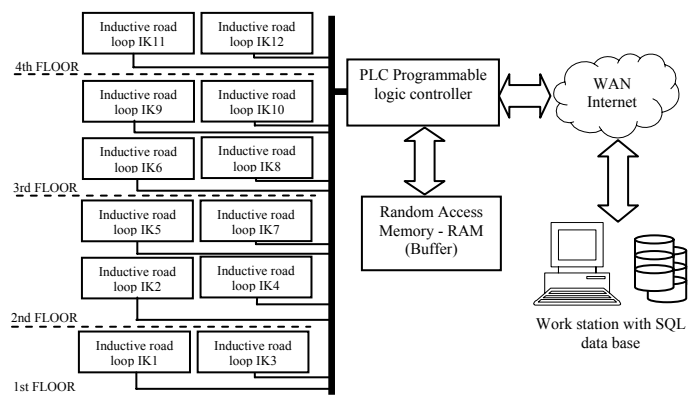 Inductive road
loop IK11
Inductive road
loop IK12
4th FLOOR
Inductive road
loop IK9
Inductive road
loop IK10
Inductive road
loop IK6
Inductive road
loop IK8
3rd FLOOR
Inductive road
loop IK5
Inductive road
loop IK7
Inductive road
loop IK2
Inductive road
loop IK4
2nd FLOOR
Inductive road
loop IK1
Inductive road
loop IK3
1st FLOOR
PLC Programmable
logic controller
Random Access
Memory - RAM
(Buffer)
WAN
Internet
Work station with SQL
data base